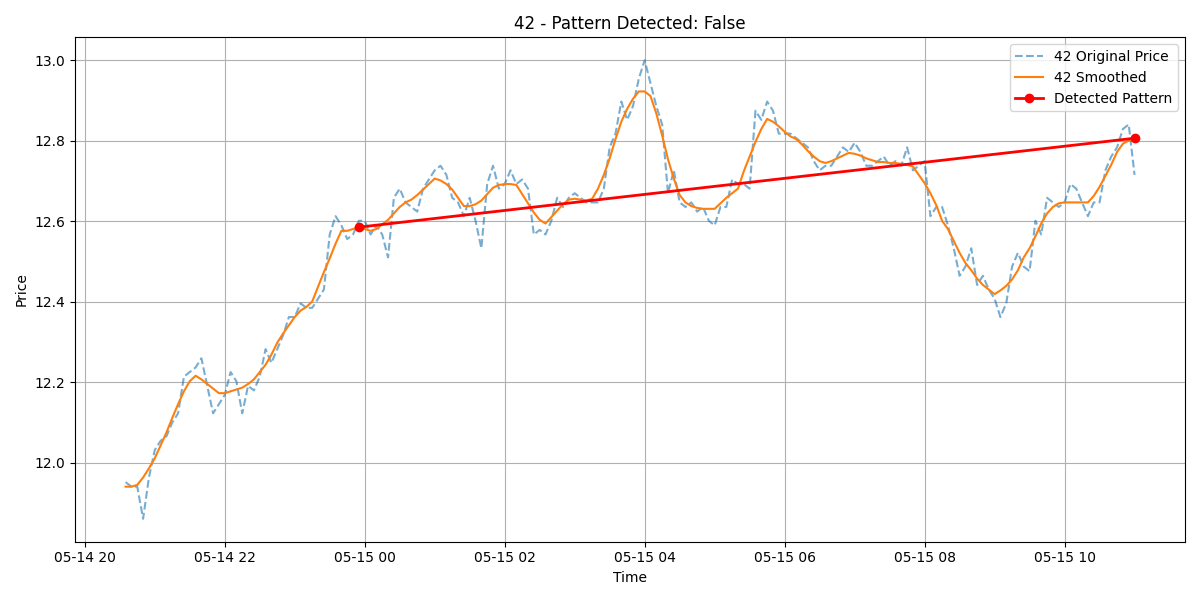 42 - Pattern Detected: False
42 Original Price
42 Smoothed
Detected Pattern
Price
13.0
12.8
12.6
12.4
12.2
12.0
05-14 20
05-14 22
05-15 00
05-15 02
05-15 04
05-15 06
05-15 08
05-15 10
Time